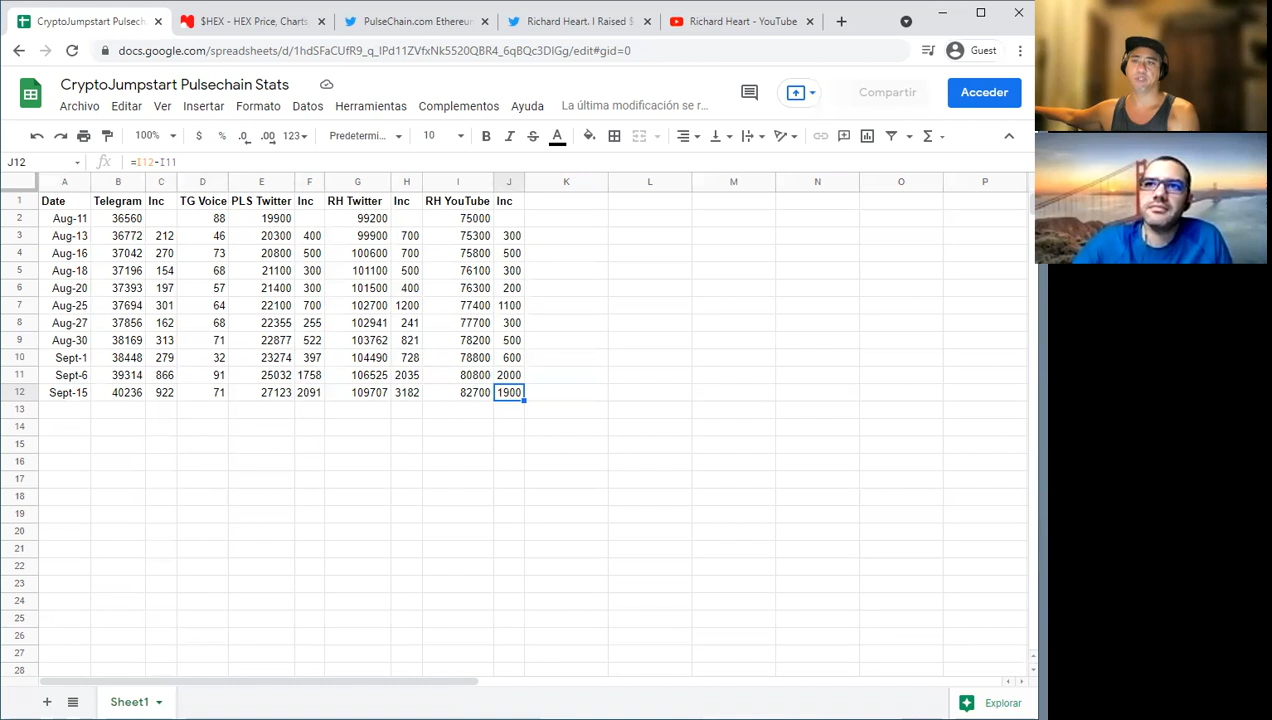 CryptoJumpstart Pulsechain
$HEX - HEX Price, Charts,
PulseChain.com Ethereu
Richard Heart. I Raised $
Richard Heart - YouTube
docs.google.com/spreadsheets/d/1hdSFaCUfR9_q_IPd11ZVfxNk5520QBR4_6qBQc3DIGg/edit#gid=0
Guest
CryptoJumpstart Pulsechain Stats
Archivo Editar Ver Insertar Formato Datos Herramientas Complementos Ayuda La última modificación se r...
Compartir
Acceder
100% $ % .0 .00 123 Predetermi... 10 B I S A
J12 fx =I12-I11
A B C D E F G H I J K L M N O P
1 Date Telegram Inc TG Voice PLS Twitter Inc RH Twitter Inc RH YouTube Inc
2 Aug-11 36560 88 19900 99200 75000
3 Aug-13 36772 212 46 20300 400 99900 700 75300 300
4 Aug-16 37042 270 73 20800 500 100600 700 75800 500
5 Aug-18 37196 154 68 21100 300 101100 500 76100 300
6 Aug-20 37393 197 57 21400 300 101500 400 76300 200
7 Aug-25 37694 301 64 22100 700 102700 1200 77400 1100
8 Aug-27 37856 162 68 22355 255 102941 241 77700 300
9 Aug-30 38169 313 71 22877 522 103762 821 78200 500
10 Sept-1 38448 279 32 23274 397 104490 728 78800 600
11 Sept-6 39314 866 91 25032 1758 106525 2035 80800 2000
12 Sept-15 40236 922 71 27123 2091 109707 3182 82700 1900
13
14
15
16
17
18
19
20
21
22
23
24
25
26
27
28
Sheet1
Explorar